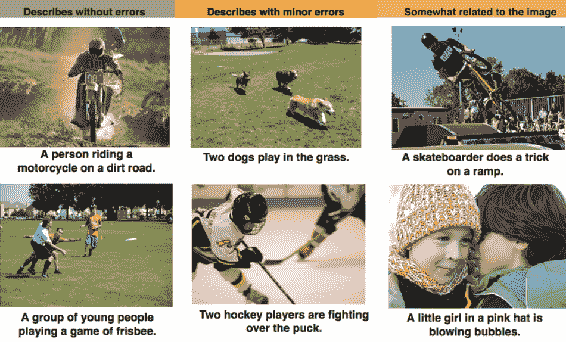 Describes without errors
Describes with minor errors
Somewhat related to the image
A person riding a
motorcycle on a dirt road.
Two dogs play in the grass.
A skateboarder does a trick
on a ramp.
A group of young people
playing a game of frisbee.
Two hockey players are fighting
over the puck.
A little girl in a pink hat is
blowing bubbles.